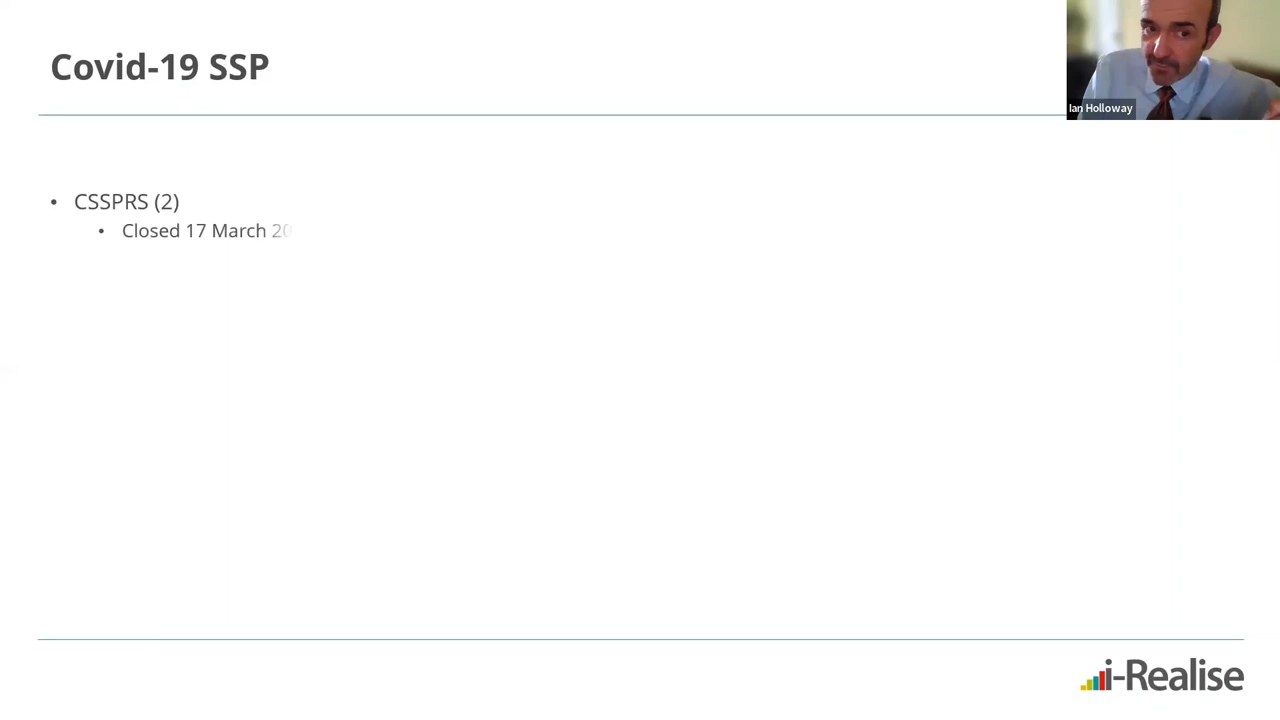 Covid-19 SSP
Ian Holloway
• CSSPRS (2)
• Closed 17 March
i-Realise